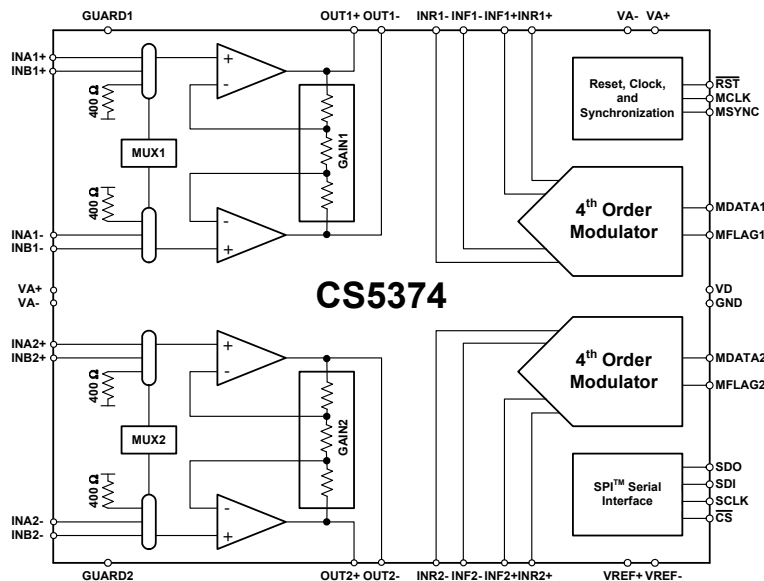 GUARD1 OUT1+ OUT1- INR1- INF1- INF1+ INR1+ VA- VA+
INA1+
INB1+
400 Ω
MUX1
400 Ω
INA1-
INB1-
+
-
-
+
GAIN1
Reset, Clock,
and
Synchronization
RST
MCLK
MSYNC
4th Order
Modulator
MDATA1
MFLAG1
VA+
VA-
CS5374
VD
GND
INA2+
INB2+
400 Ω
MUX2
400 Ω
INA2-
INB2-
+
-
-
+
GAIN2
4th Order
Modulator
MDATA2
MFLAG2
SPI™ Serial
Interface
SDO
SDI
SCLK
CS
GUARD2 OUT2+ OUT2- INR2- INF2- INF2+ INR2+ VREF+ VREF-